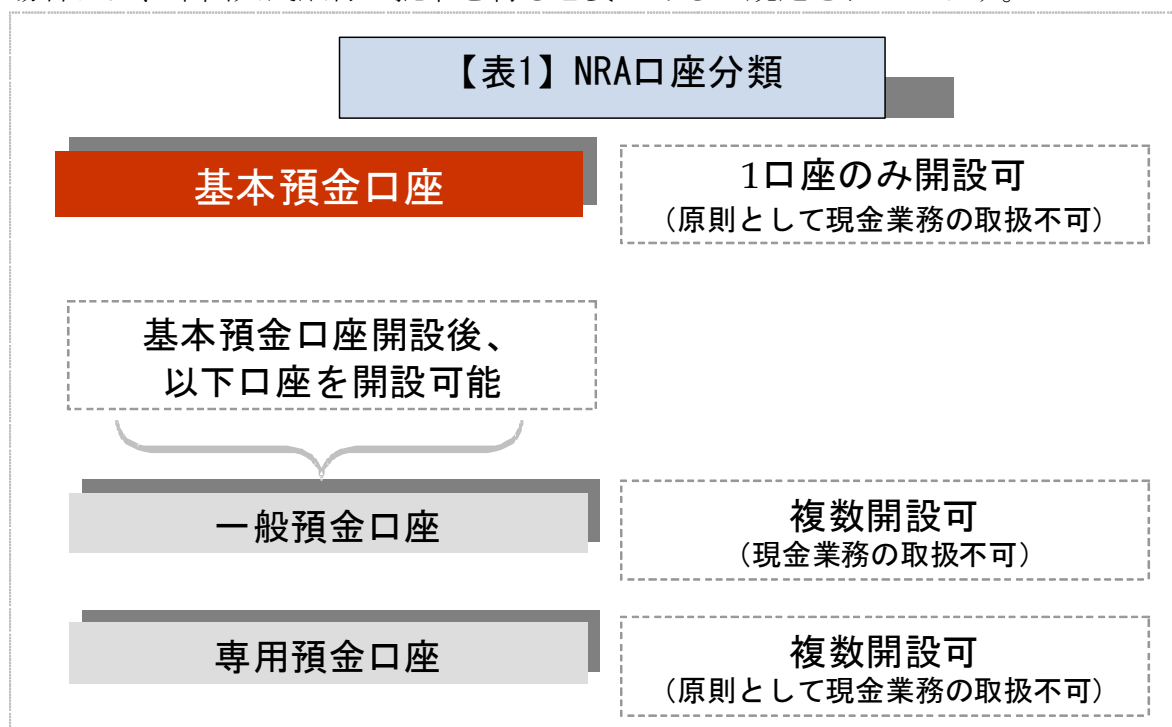 【表1】NRA口座分類
基本預金口座
1口座のみ開設可
（原則として現金業務の取扱不可）
基本預金口座開設後、
以下口座を開設可能
一般預金口座
複数開設可
（現金業務の取扱不可）
専用預金口座
複数開設可
（原則として現金業務の取扱不可）